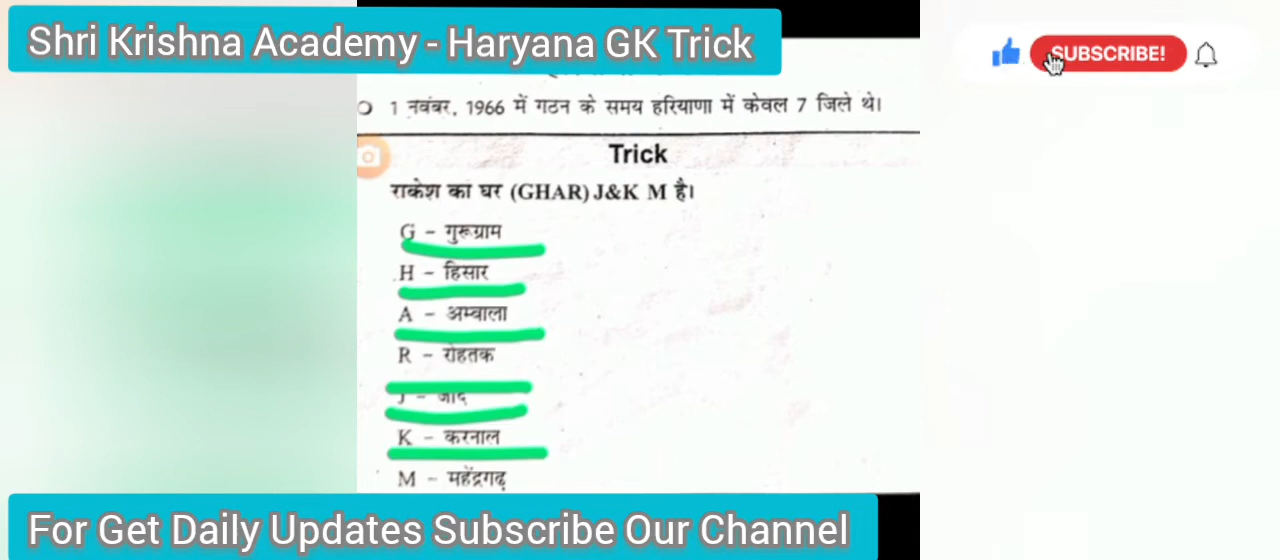 Shri Krishna Academy - Haryana GK Trick
SUBSCRIBE!
1 नवंबर, 1966 में गठन के समय हरियाणा में केवल 7 जिले थे।
Trick
राकेश का घर (GHAR) J&K M है।
G - गुरूग्राम
H - हिसार
A - अम्बाला
R - रोहतक
J -
K - करनाल
M - महेंद्रगढ़
For Get Daily Updates Subscribe Our Channel